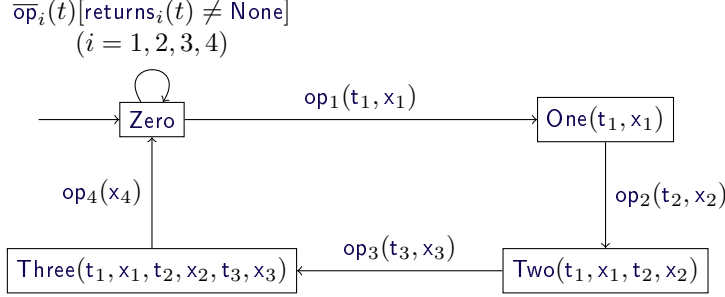 o̅p̅ᵢ(t)[returnsᵢ(t) ≠ None]
(i = 1, 2, 3, 4)
Zero
op₁(t₁, x₁)
One(t₁, x₁)
op₄(x₄)
op₂(t₂, x₂)
Three(t₁, x₁, t₂, x₂, t₃, x₃)
op₃(t₃, x₃)
Two(t₁, x₁, t₂, x₂)